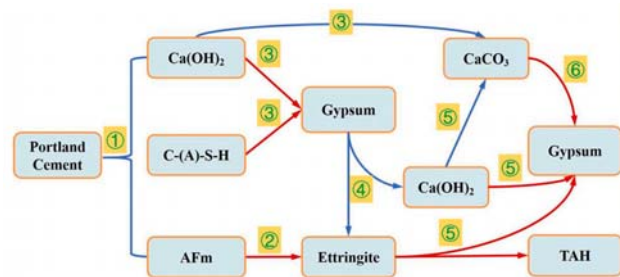 ③
Ca(OH)₂
③
CaCO₃
⑥
Gypsum
①
③
⑤
Portland
Cement
C-(A)-S-H
Gypsum
④
Ca(OH)₂
⑤
⑤
AFm
②
Ettringite
TAH